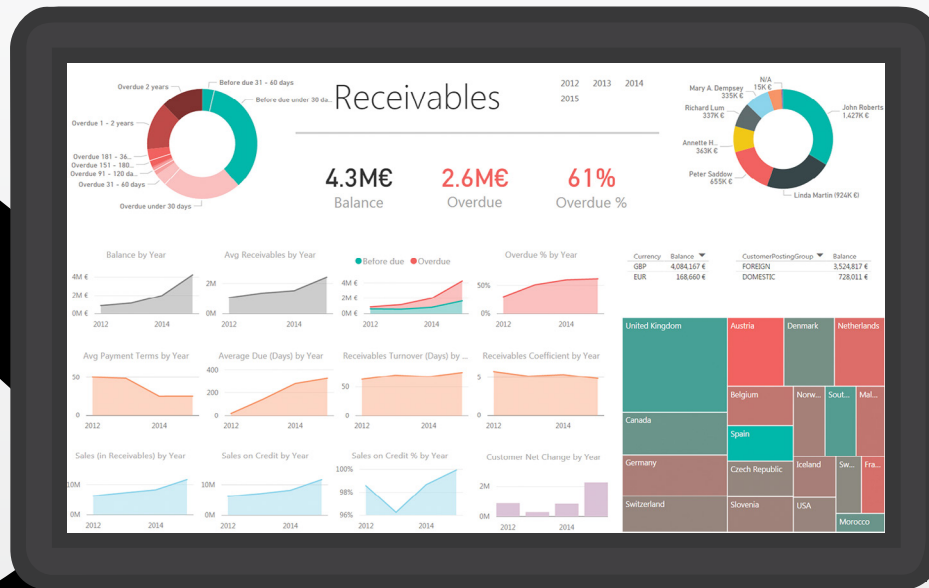 Overdue 2 years
Before due 31 - 60 days
Before due under 30 da...
Overdue 1 - 2 years
Overdue 181 - 36...
Overdue 151 - 180...
Overdue 91 - 120 da...
Overdue 31 - 60 days
Overdue under 30 days
Receivables
2012 2013 2014
2015
4.3M€ 2.6M€ 61%
Balance Overdue Overdue %
N/A
15K €
Mary A. Dempsey
335K €
Richard Lum
337K €
Annette H...
363K €
Peter Saddow
655K €
John Roberts
1,427K €
Linda Martin (924K €)
Balance by Year
4M €
2M €
0M €
2012 2014
Avg Receivables by Year
2M
0M
2012 2014
Before due Overdue
4M €
2M €
0M €
2012 2014
Overdue % by Year
50%
0%
2012 2014
Currency Balance
GBP 4,084,167 €
EUR 168,660 €
CustomerPostingGroup Balance
FOREIGN 3,524,817 €
DOMESTIC 728,011 €
Avg Payment Terms by Year
50
0
2012 2014
Average Due (Days) by Year
400
200
0
2012 2014
Receivables Turnover (Days) by ...
50
0
2012 2014
Receivables Coefficient by Year
5
0
2012 2014
Sales (in Receivables) by Year
10M
0M
2012 2014
Sales on Credit by Year
10M
0M
2012 2014
Sales on Credit % by Year
100%
98%
96%
2012 2014
Customer Net Change by Year
2M
0M
2012 2014
United Kingdom
Canada
Germany
Switzerland
Austria
Denmark
Netherlands
Belgium
Norw...
Sout...
Mal...
Spain
Czech Republic
Iceland
Sw...
Fra...
Slovenia
USA
Morocco